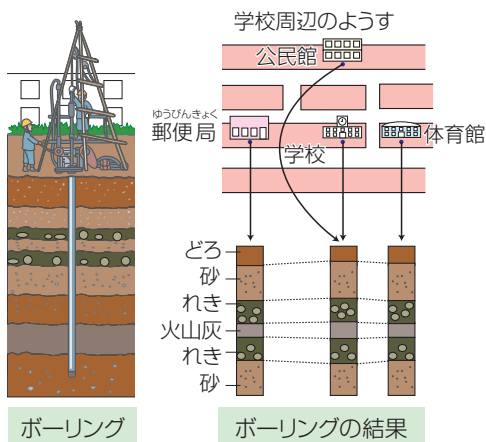 学校周辺のようす
公民館
ゆうびんきょく
郵便局
学校
体育館
どろ
砂
れき
火山灰
れき
砂
ボーリング
ボーリングの結果